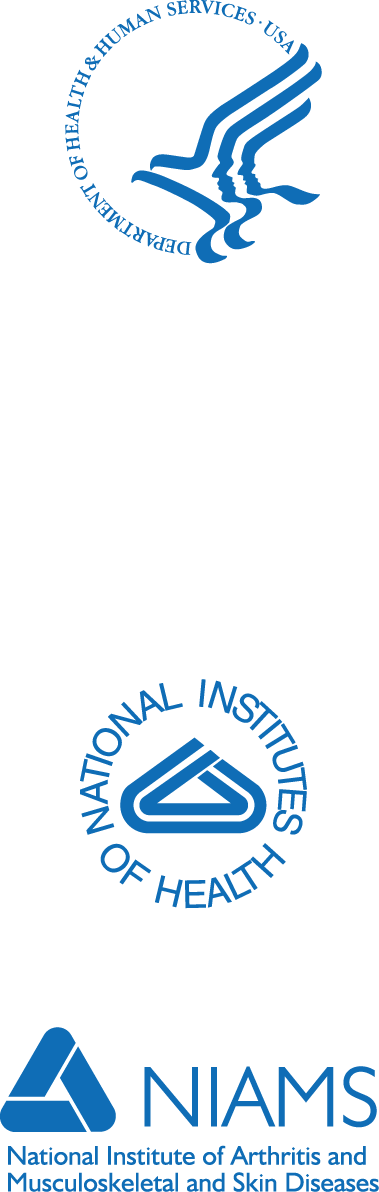 DEPARTMENT OF HEALTH & HUMAN SERVICES · USA
NATIONAL INSTITUTES
OF HEALTH
NIAMS
National Institute of Arthritis and
Musculoskeletal and Skin Diseases